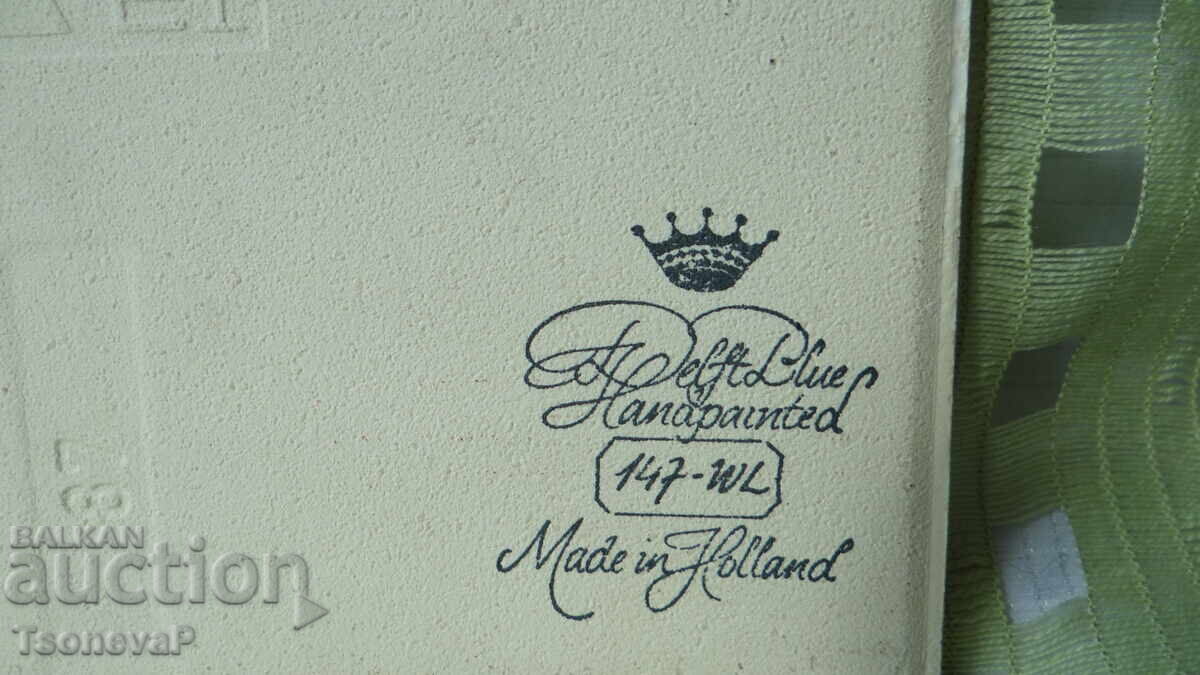 Delft Blue
Handpainted
147-WL
Made in Holland
BALKAN
auction
TsonevaP